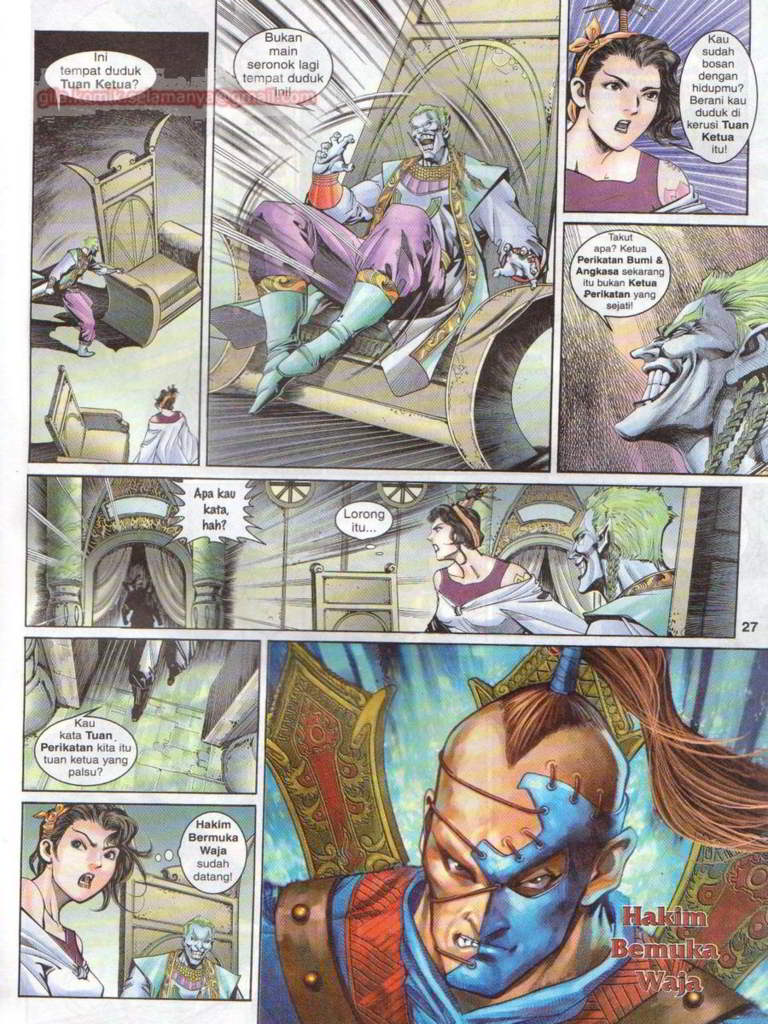 Ini
tempat duduk
Tuan Ketua?
gilalkomik2selamanya@gmail.com
Bukan
main
seronok lagi
tempat duduk
ini!
Kau
sudah
bosan
dengan
hidupmu?
Berani kau
duduk di
kerusi Tuan
Ketua
itu!
Takut
apa? Ketua
Perikatan Bumi &
Angkasa sekarang
itu bukan Ketua
Perikatan yang
sejati!
Apa kau
kata,
hah?
Lorong
itu...
27
Kau
kata Tuan
Perikatan kita itu
tuan ketua yang
palsu?
Hakim
Bermuka
Waja
sudah
datang!
Hakim
Bemuka
Waja